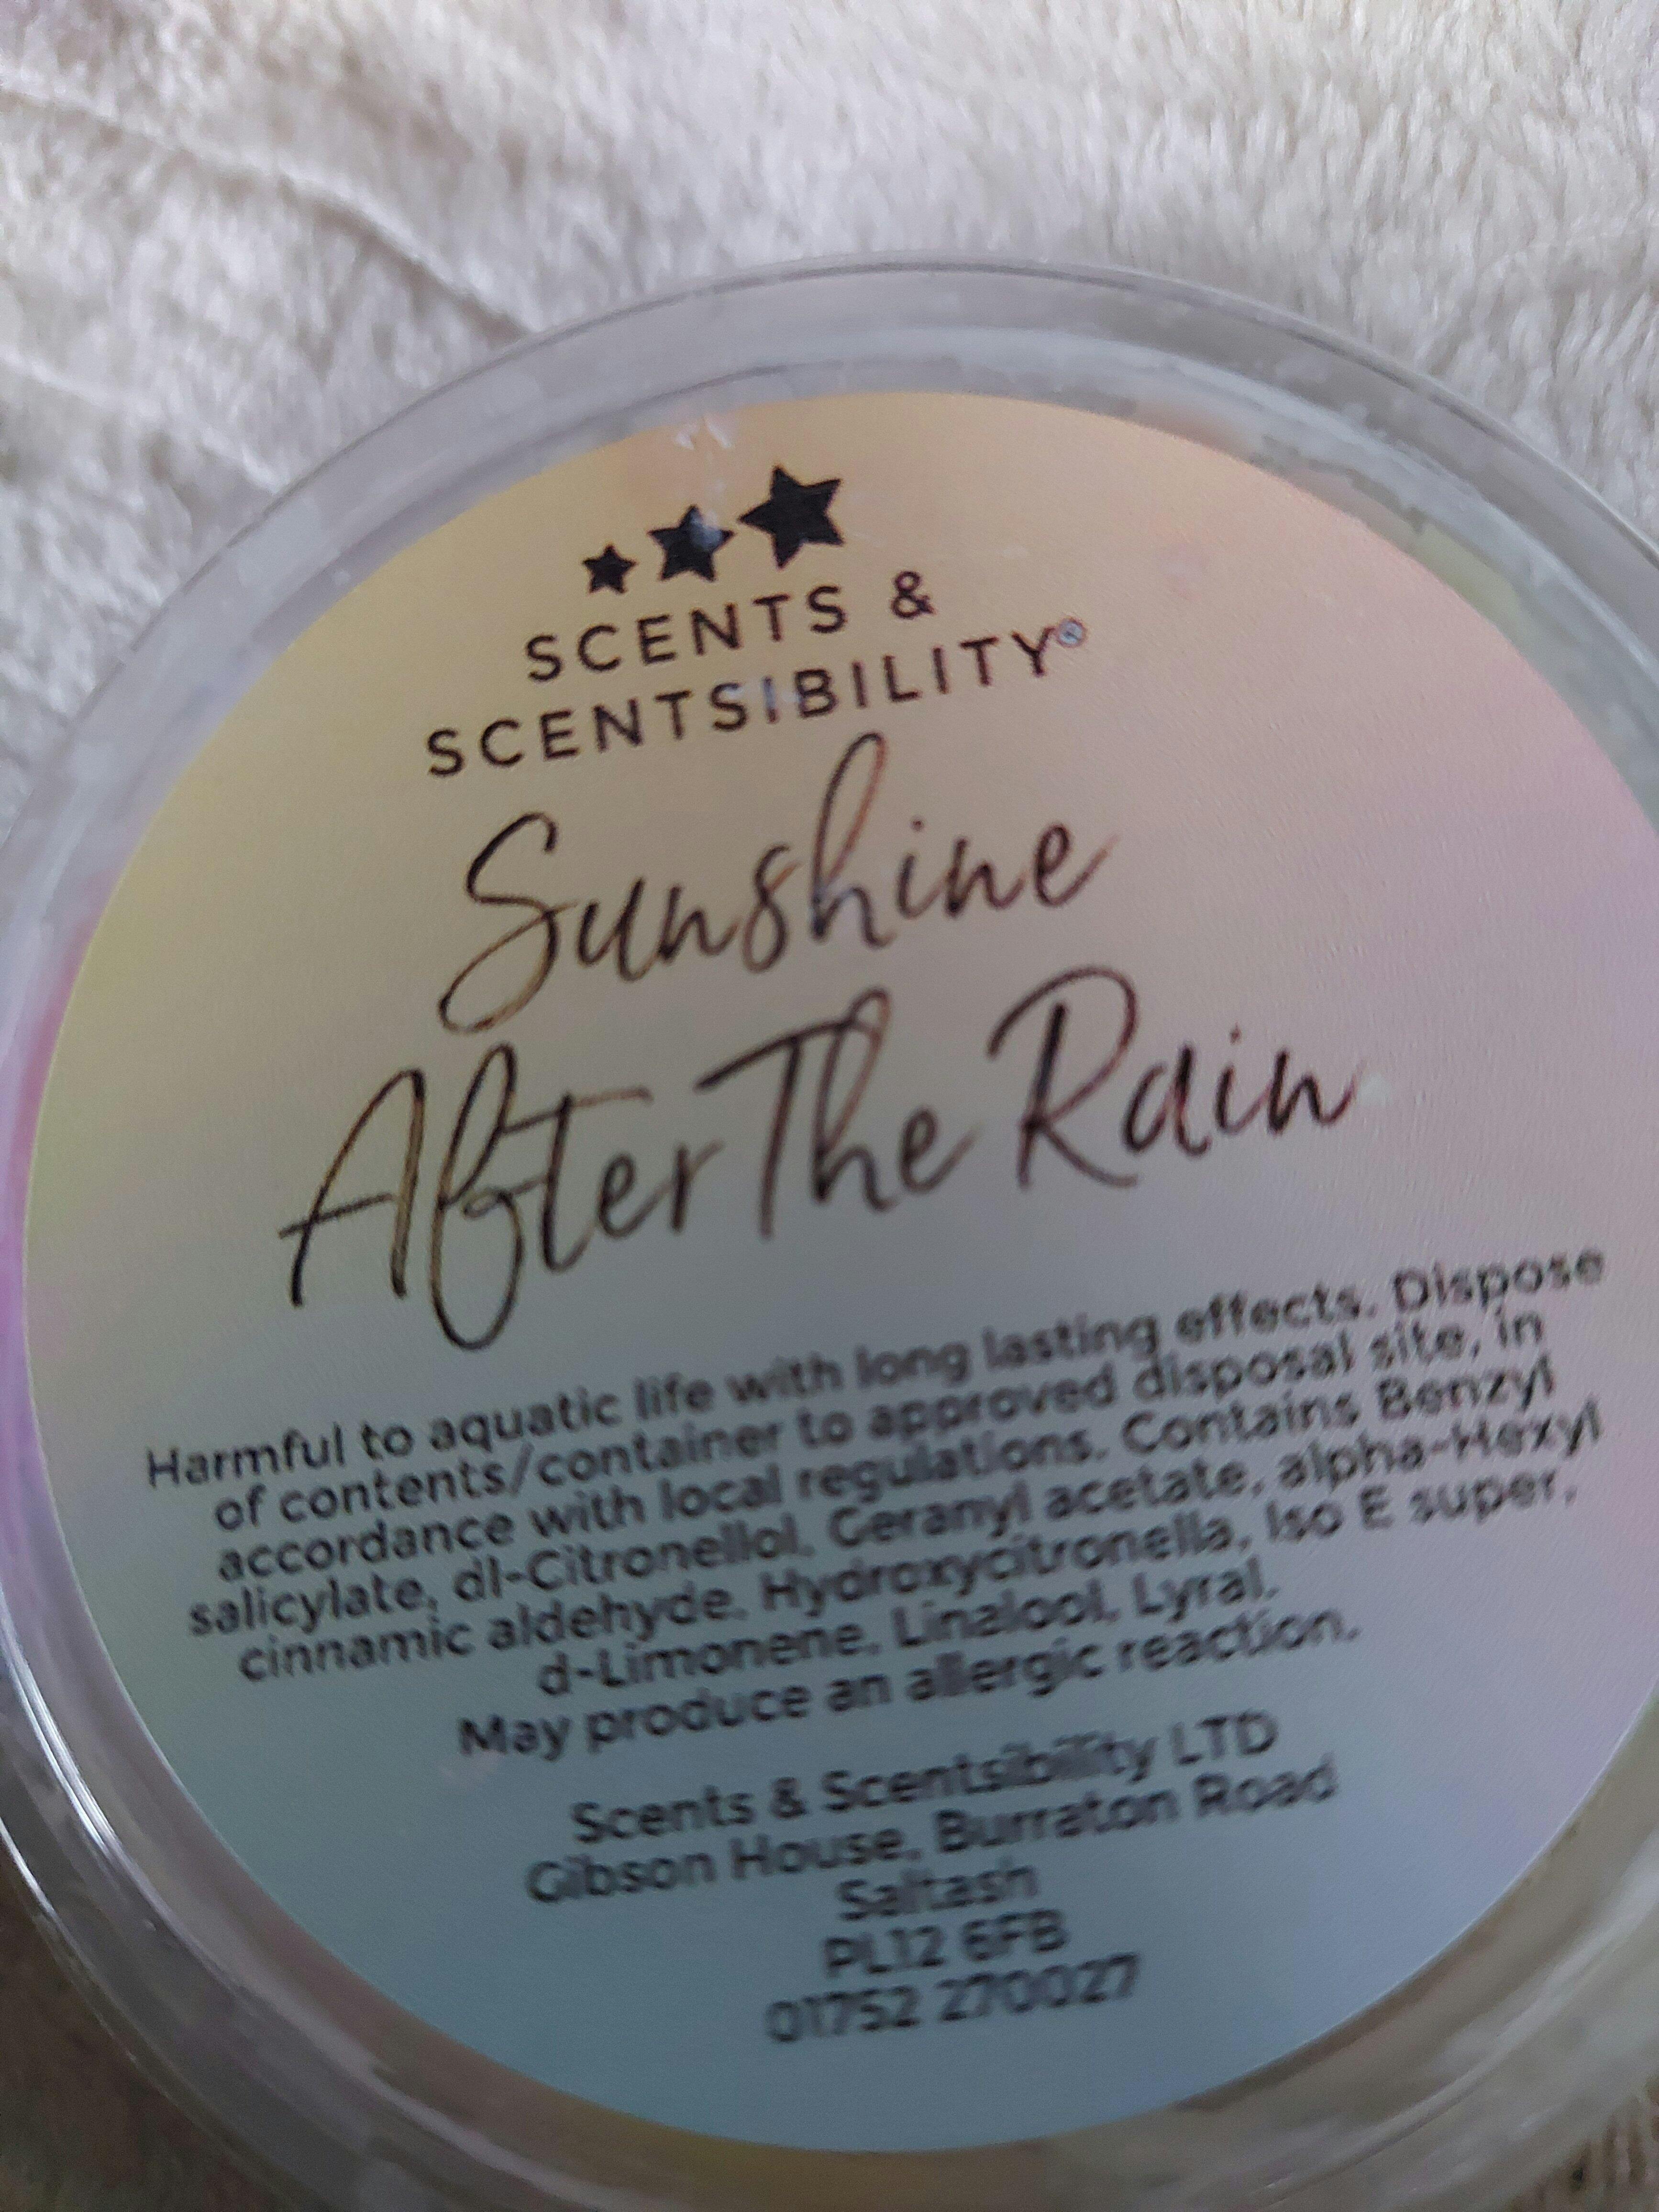 SCENTS &
SCENTSIBILITY®
Sunshine
After The Rain
Harmful to aquatic life with long lasting effects. Dispose
of contents/container to approved disposal site, in
accordance with local regulations. Contains Benzyl
salicylate, dl-Citronellol, Geranyl acetate, alpha-Hexyl
cinnamic aldehyde, Hydroxycitronella, Iso E super,
d-Limonene, Linalool, Lyral.
May produce an allergic reaction.
Scents & Scentsibility LTD
Gibson House, Burraton Road
Saltash
PL12 6FB
01752 270027